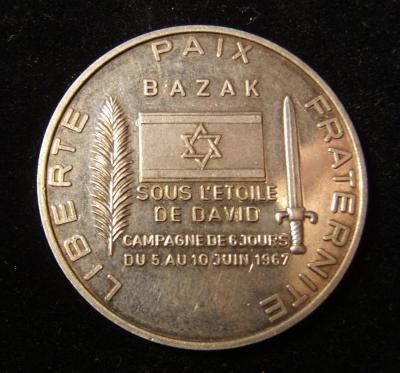 LIBERTE
PAIX
FRATERNITE
BAZAK
SOUS L'ETOILE
DE DAVID
CAMPAGNE DE 6 JOURS
DU 5 AU 10 JUIN, 1967